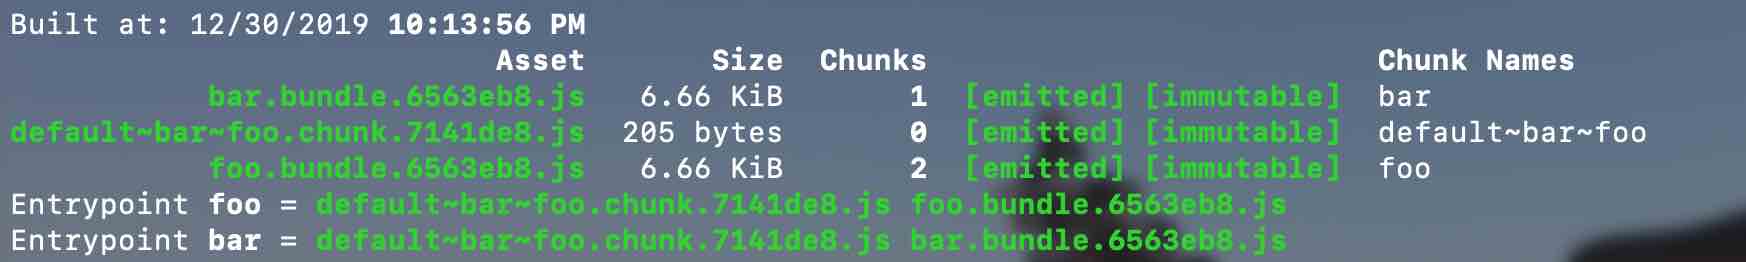 Built at: 12/30/2019 10:13:56 PM
Asset Size Chunks Chunk Names
bar.bundle.6563eb8.js 6.66 KiB 1 [emitted] [immutable] bar
default~bar~foo.chunk.7141de8.js 205 bytes 0 [emitted] [immutable] default~bar~foo
foo.bundle.6563eb8.js 6.66 KiB 2 [emitted] [immutable] foo
Entrypoint foo = default~bar~foo.chunk.7141de8.js foo.bundle.6563eb8.js
Entrypoint bar = default~bar~foo.chunk.7141de8.js bar.bundle.6563eb8.js